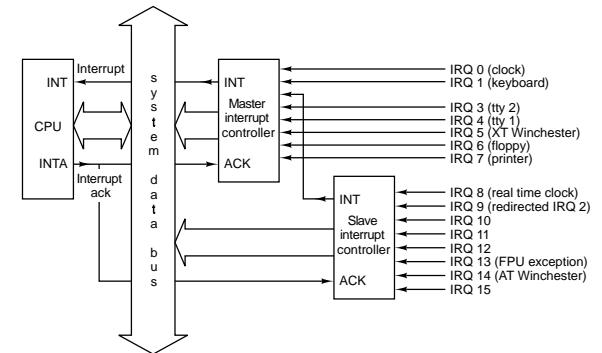 CPU
INT
INTA
Interrupt
Interrupt
ack
system data bus
INT
Master
interrupt
controller
ACK
IRQ 0 (clock)
IRQ 1 (keyboard)
IRQ 3 (tty 2)
IRQ 4 (tty 1)
IRQ 5 (XT Winchester)
IRQ 6 (floppy)
IRQ 7 (printer)
INT
Slave
interrupt
controller
ACK
IRQ 8 (real time clock)
IRQ 9 (redirected IRQ 2)
IRQ 10
IRQ 11
IRQ 12
IRQ 13 (FPU exception)
IRQ 14 (AT Winchester)
IRQ 15